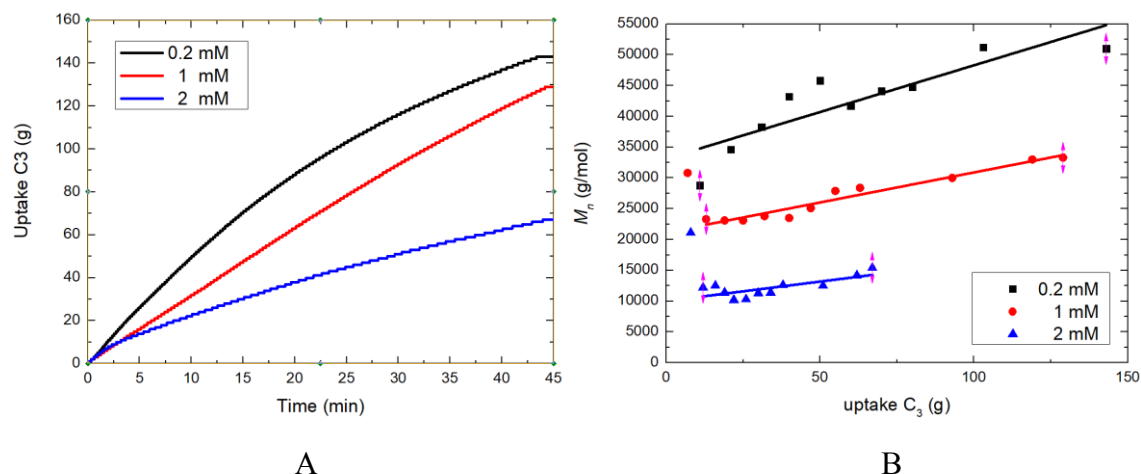 160
140
120
100
80
60
40
20
0
Uptake C3 (g)
0.2 mM
1 mM
2 mM
0 5 10 15 20 25 30 35 40 45
Time (min)
A
55000
50000
45000
40000
35000
30000
25000
20000
15000
10000
5000
0
Mₙ (g/mol)
0.2 mM
1 mM
2 mM
0 50 100 150
uptake C₃ (g)
B